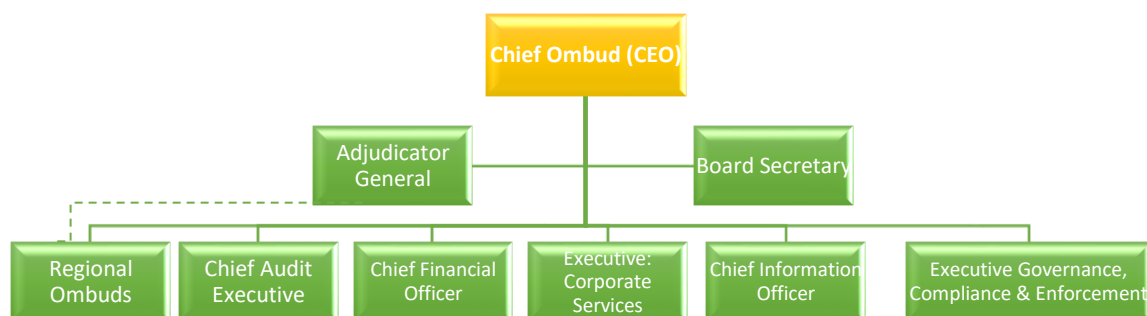 Chief Ombud (CEO)
Adjudicator
General
Board Secretary
Regional
Ombuds
Chief Audit
Executive
Chief Financial
Officer
Executive:
Corporate
Services
Chief Information
Officer
Executive Governance,
Compliance & Enforcement